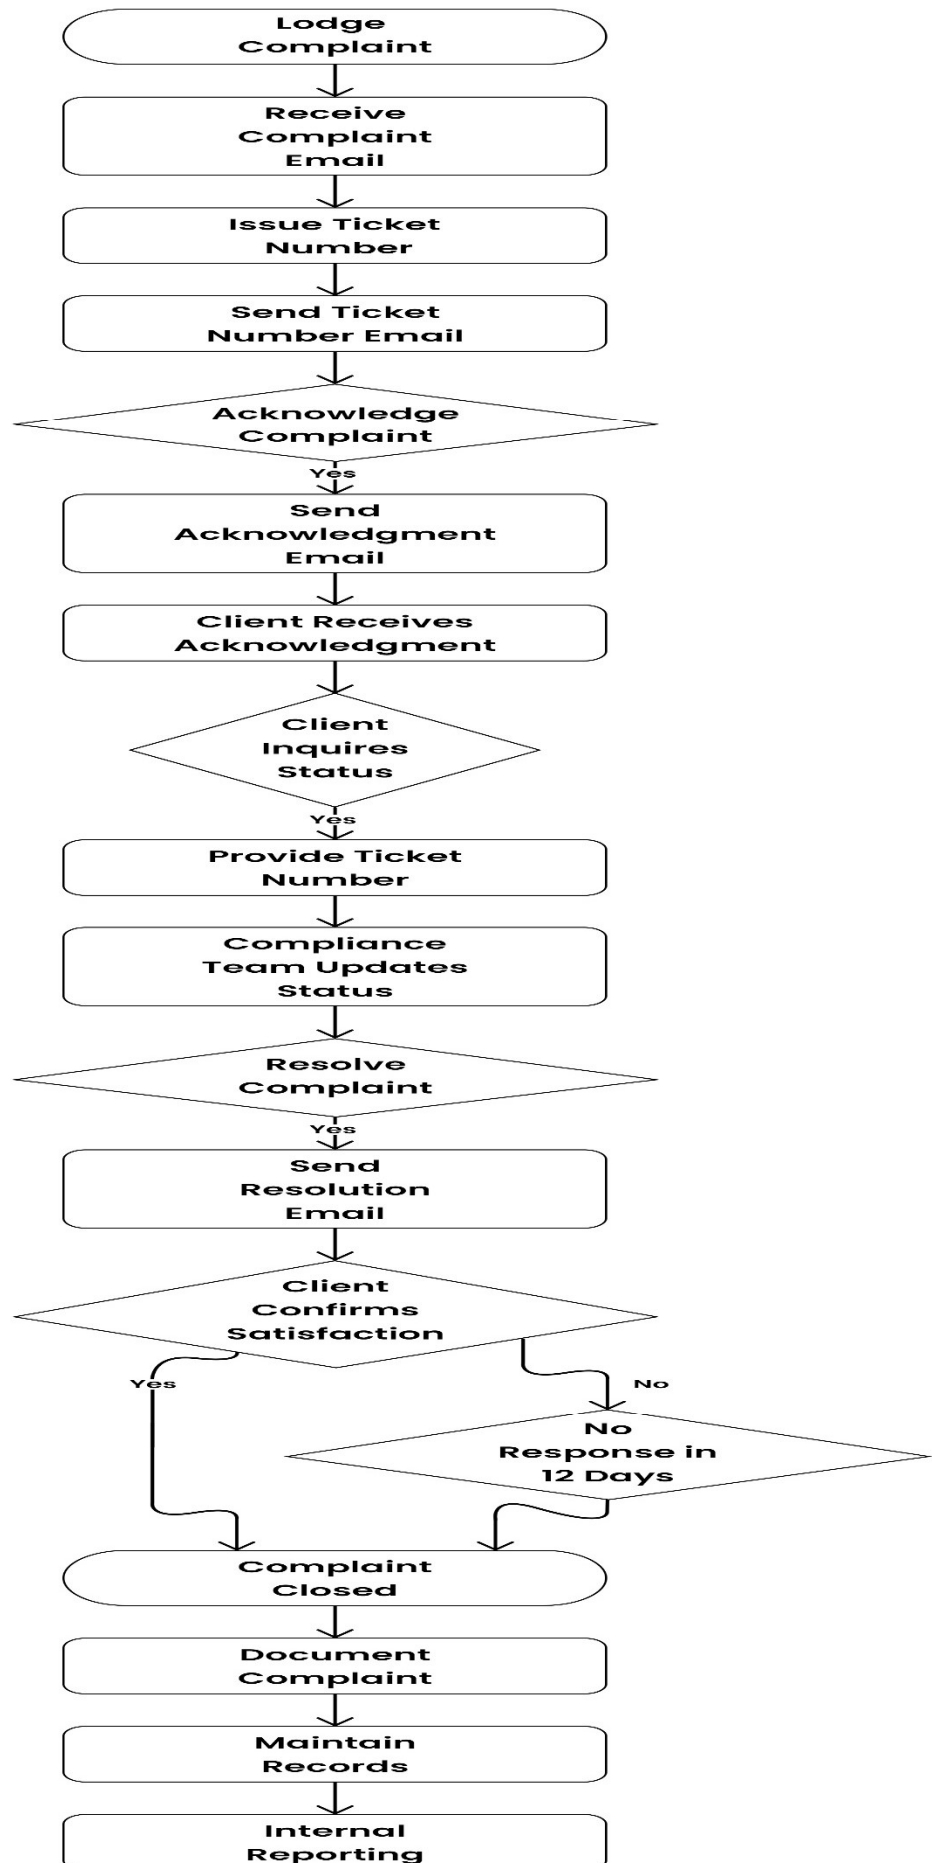 Lodge
Complaint
Receive
Complaint
Email
Issue Ticket
Number
Send Ticket
Number Email
Acknowledge
Complaint
Yes
Send
Acknowledgment
Email
Client Receives
Acknowledgment
Client
Inquires
Status
Yes
Provide Ticket
Number
Compliance
Team Updates
Status
Resolve
Complaint
Yes
Send
Resolution
Email
Client
Confirms
Satisfaction
Yes
No
No
Response in
12 Days
Complaint
Closed
Document
Complaint
Maintain
Records
Internal
Reporting